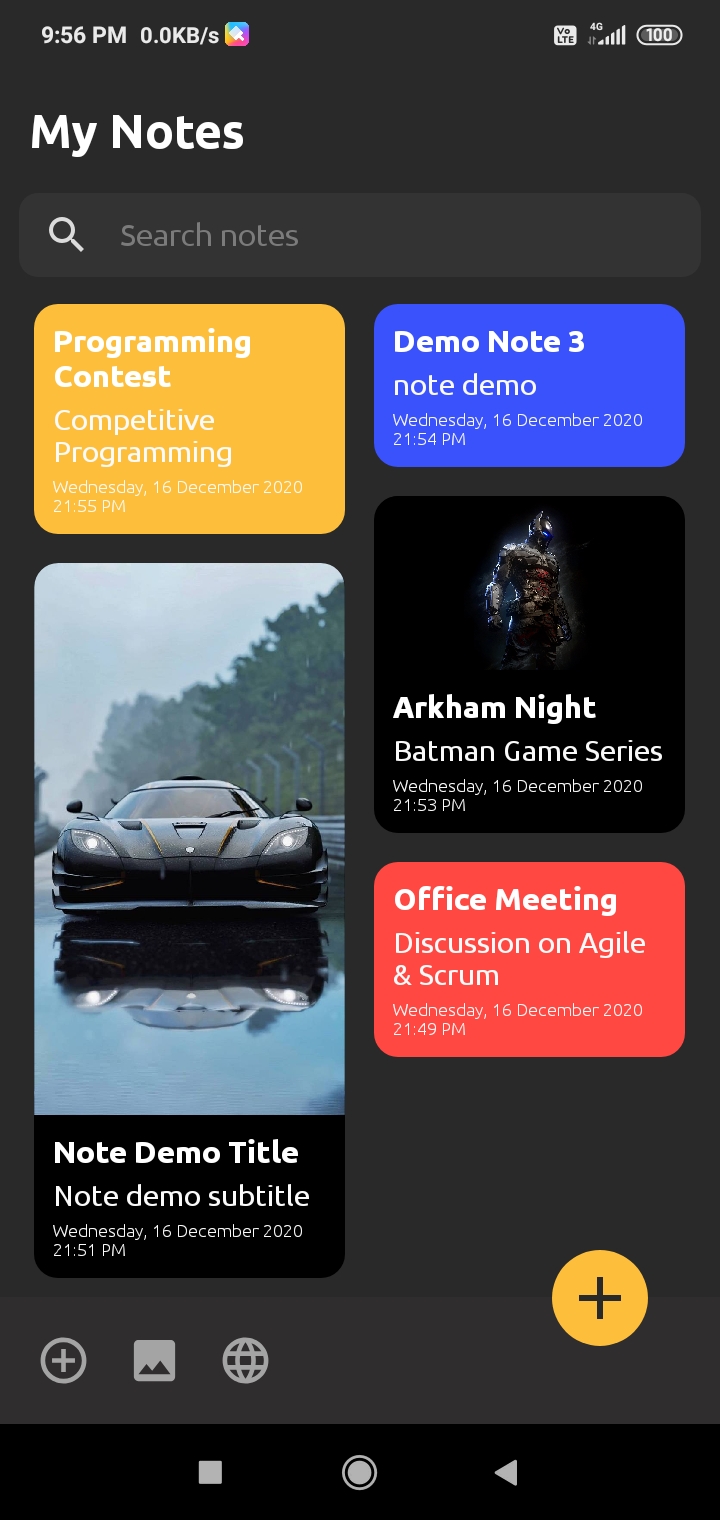 9:56 PM 0.0KB/s
Vo LTE 4G 100
My Notes
Search notes
Programming
Contest
Competitive
Programming
Wednesday, 16 December 2020
21:55 PM
Demo Note 3
note demo
Wednesday, 16 December 2020
21:54 PM
Arkham Night
Batman Game Series
Wednesday, 16 December 2020
21:53 PM
Office Meeting
Discussion on Agile
& Scrum
Wednesday, 16 December 2020
21:49 PM
Note Demo Title
Note demo subtitle
Wednesday, 16 December 2020
21:51 PM